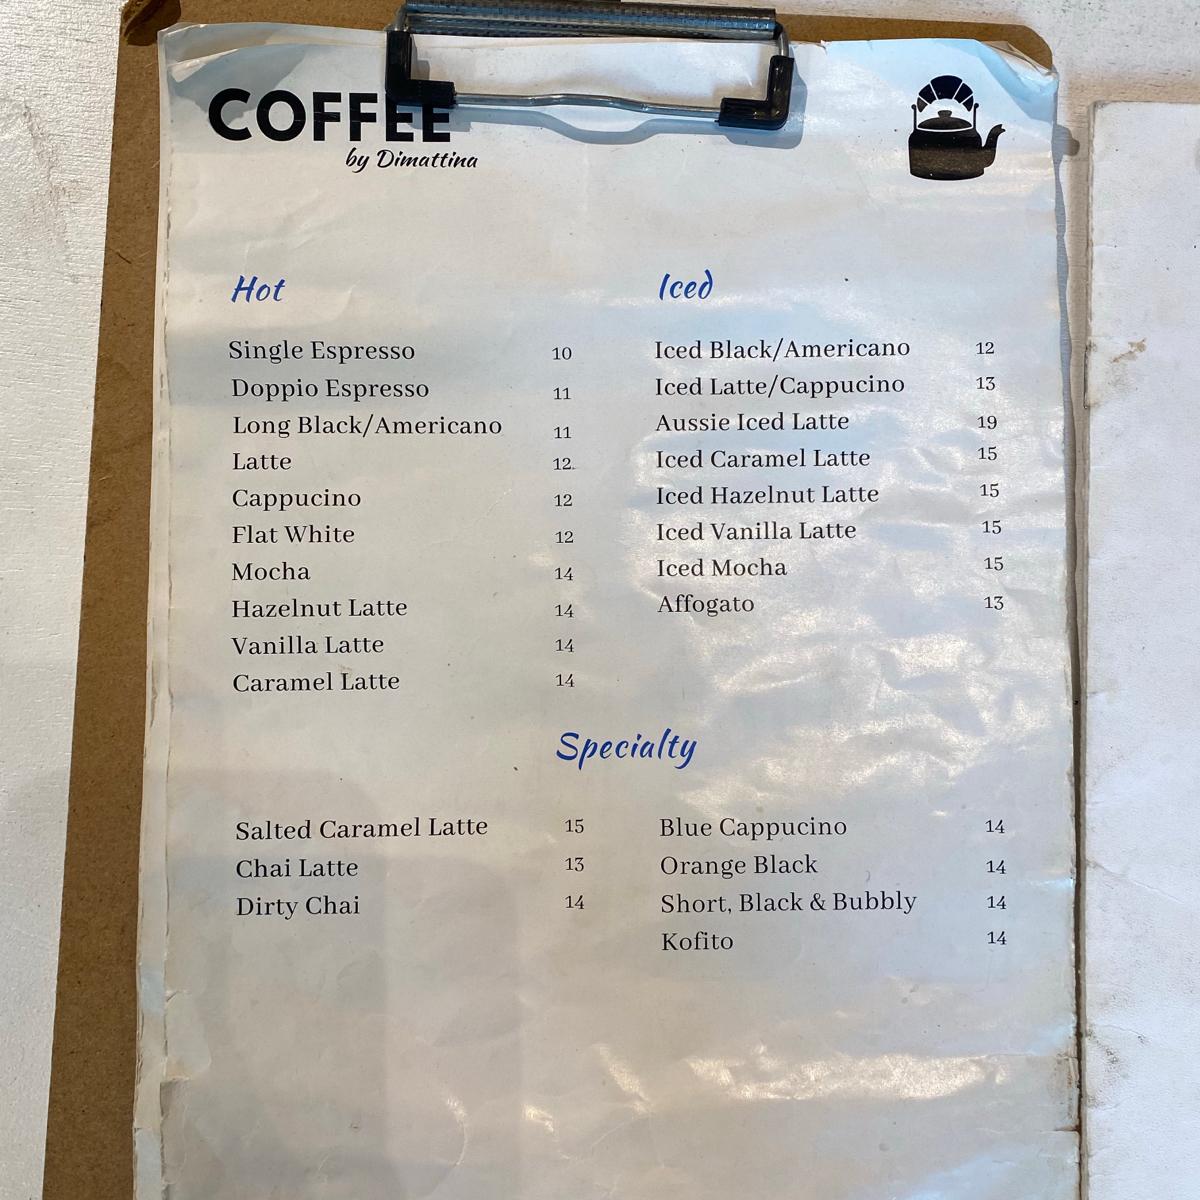 COFFEE
by Dimattina
Hot
Single Espresso 10
Doppio Espresso 11
Long Black/Americano 11
Latte 12
Cappucino 12
Flat White 12
Mocha 14
Hazelnut Latte 14
Vanilla Latte 14
Caramel Latte 14
Iced
Iced Black/Americano 12
Iced Latte/Cappucino 13
Aussie Iced Latte 19
Iced Caramel Latte 15
Iced Hazelnut Latte 15
Iced Vanilla Latte 15
Iced Mocha 15
Affogato 13
Specialty
Salted Caramel Latte 15
Chai Latte 13
Dirty Chai 14
Blue Cappucino 14
Orange Black 14
Short, Black & Bubbly 14
Kofito 14